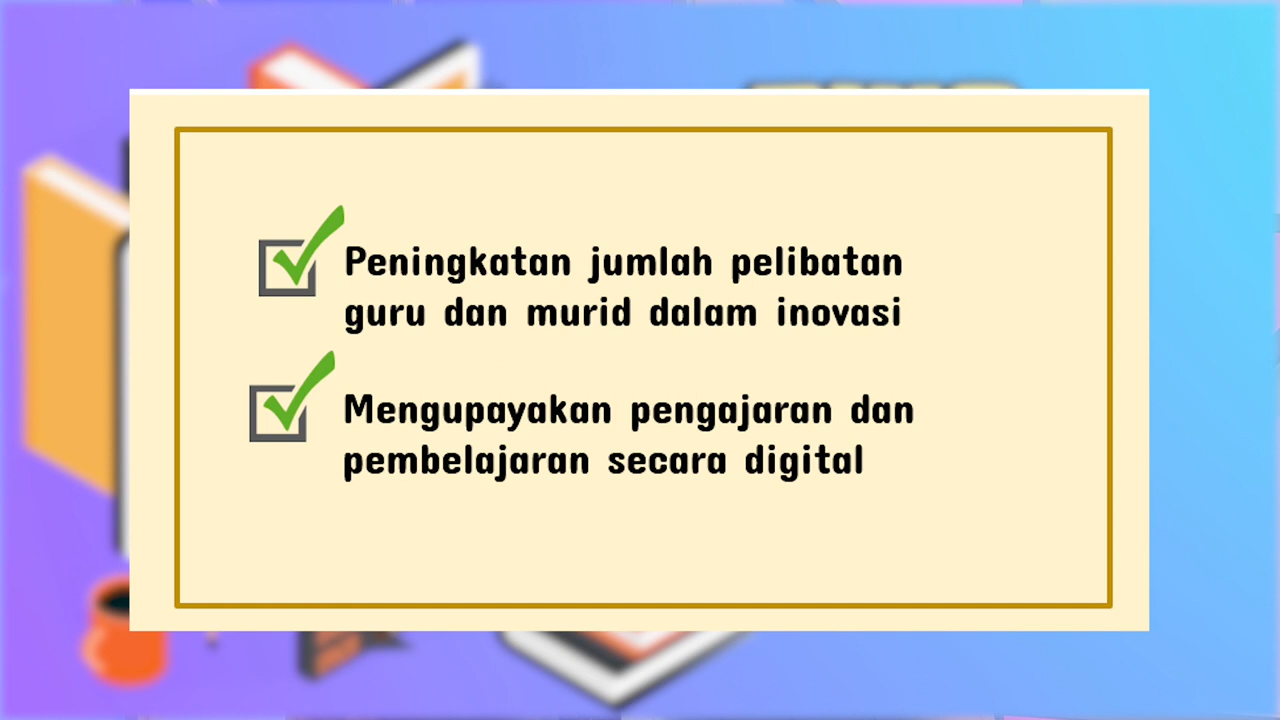 Peningkatan jumlah pelibatan
guru dan murid dalam inovasi
Mengupayakan pengajaran dan
pembelajaran secara digital